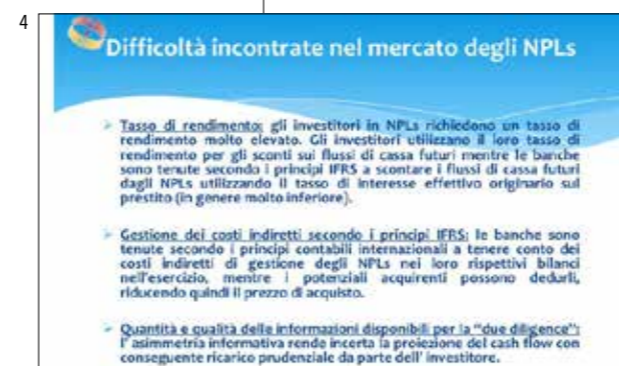 4
Difficoltà incontrate nel mercato degli NPLs
Tasso di rendimento: gli investitori in NPLs richiedono un tasso di
rendimento molto elevato. Gli investitori utilizzano il loro tasso di
rendimento per gli sconti sui flussi di cassa futuri mentre le banche
sono tenute secondo i principi IFRS a scontare i flussi di cassa futuri
dagli NPLs utilizzando il tasso di interesse effettivo originario sul
prestito (in genere molto inferiore).
Gestione dei costi indiretti secondo i principi IFRS: le banche sono
tenute secondo i principi contabili internazionali a tenere conto dei
costi indiretti di gestione degli NPLs nei loro rispettivi bilanci
nell'esercizio, mentre i potenziali acquirenti possono dedurli,
riducendo quindi il prezzo di acquisto.
Quantità e qualità delle informazioni disponibili per la "due diligence":
l' asimmetria informativa rende incerta la proiezione del cash flow con
conseguente ricarico prudenziale da parte dell' investitore.